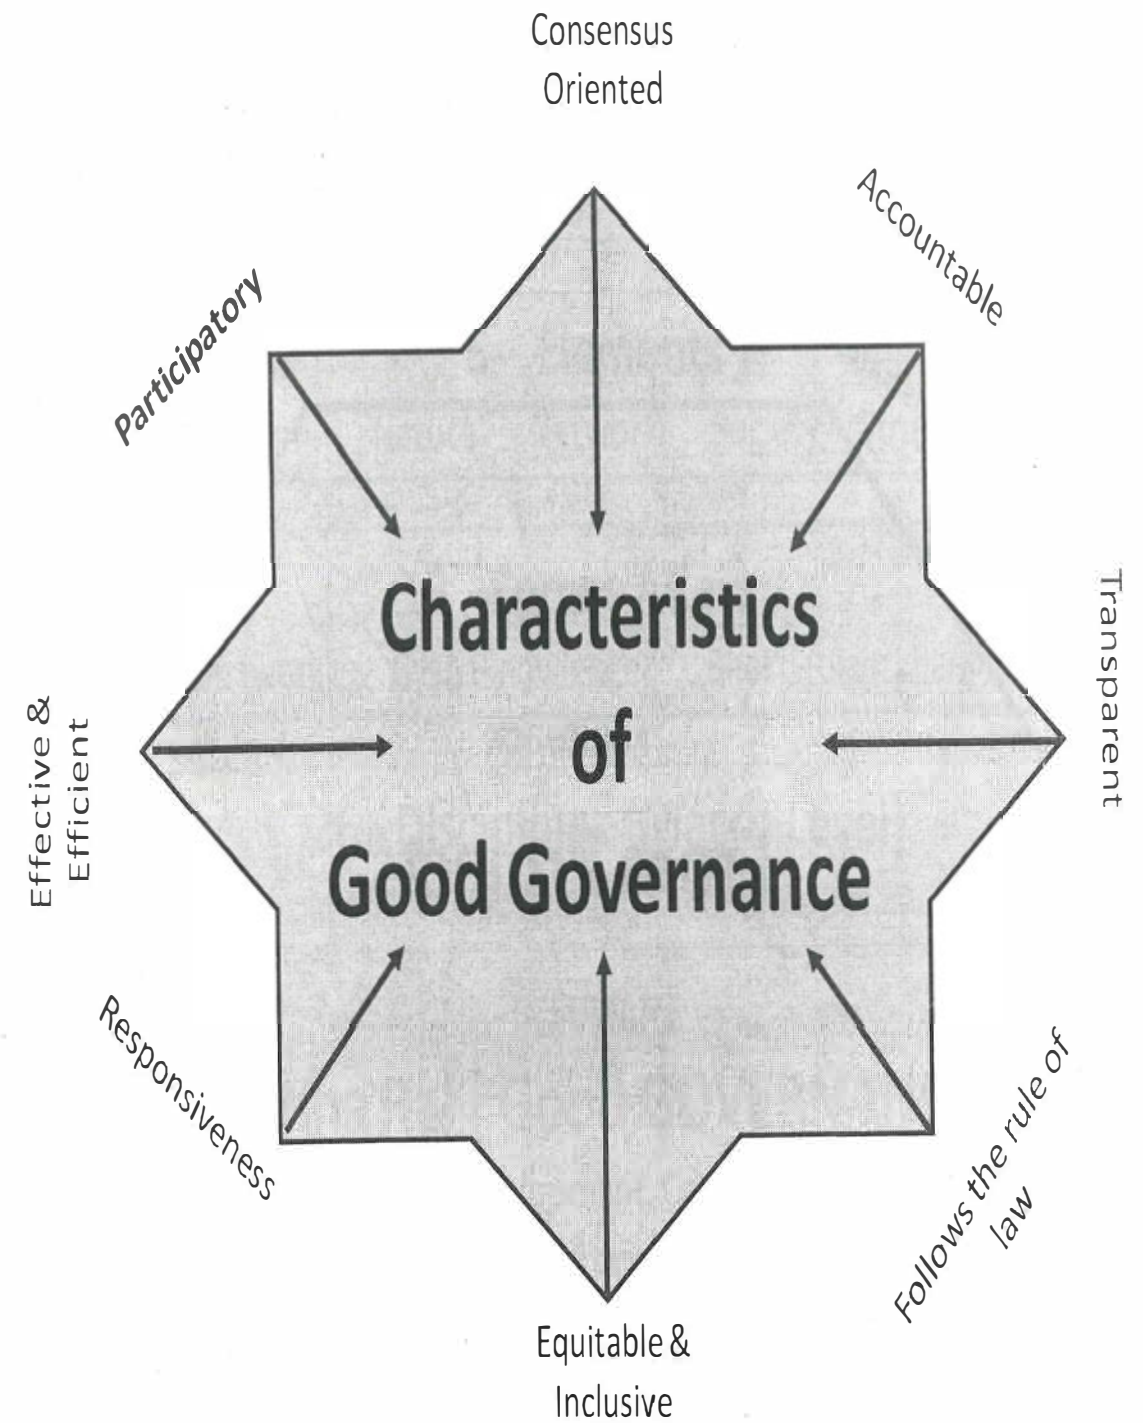 Consensus
Oriented
Accountable
Participatory
Characteristics
of
Good Governance
Transparent
Effective &
Efficient
Responsiveness
Follows the rule of
law
Equitable &
Inclusive